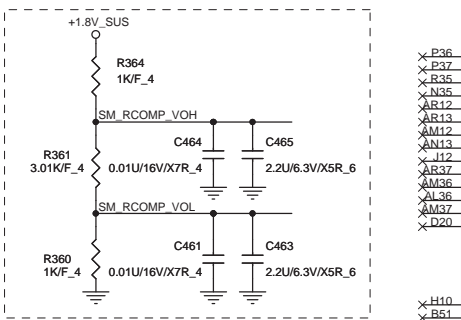 +1.8V_SUS
R364
1K/F_4
SM_RCOMP_VOH
R361
3.01K/F_4
C464
0.01U/16V/X7R_4
C465
2.2U/6.3V/X5R_6
SM_RCOMP_VOL
R360
1K/F_4
C461
0.01U/16V/X7R_4
C463
2.2U/6.3V/X5R_6
P36
P37
R35
N35
AR12
AR13
AM12
AN13
J12
AR37
AM36
AL36
AM37
D20
H10
B51